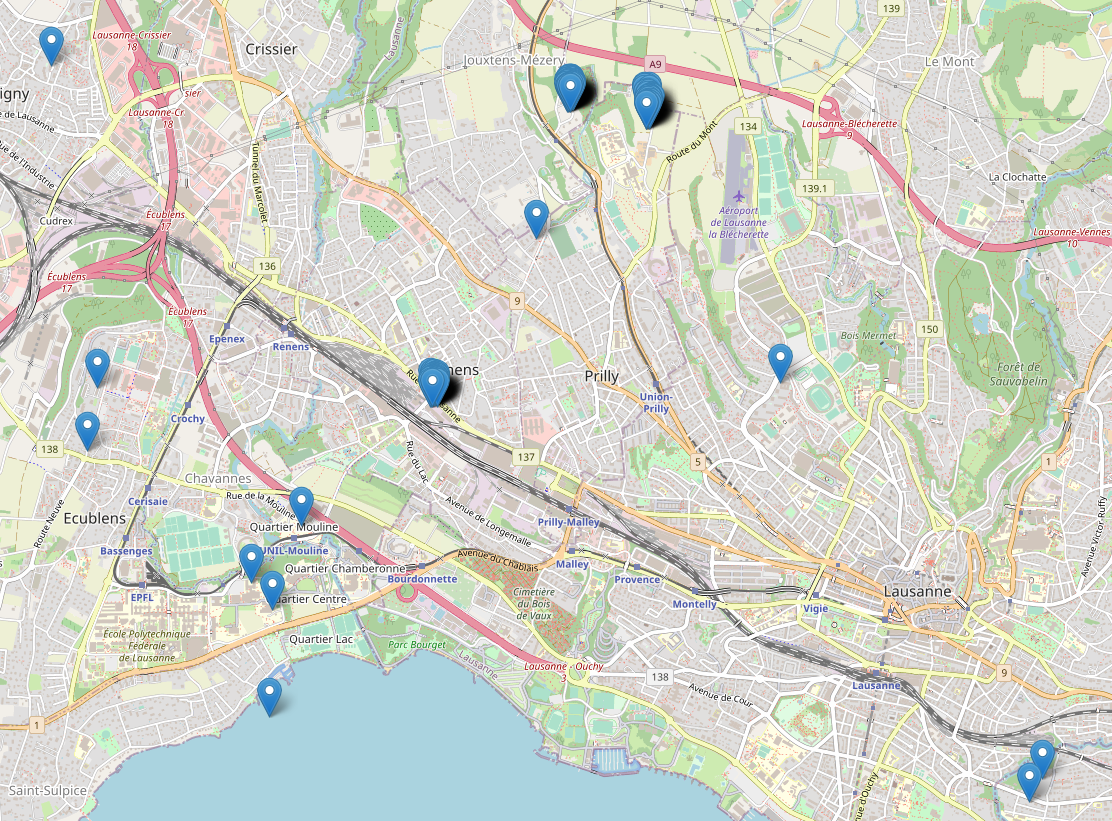 139
Lausanne-Crissier
18
Crissier
Lausanne
Jouxtens-Mézery
A9
Le Mont
igny
sier
Lausanne-Cr
18
de Lausanne
134
Lausanne-Blécherette
9
Route du Mont
Rue de l'Industrie
Tunnel du Marcolet
La Clochatte
139.1
Cudrex
Écublens
17
Aéroport
de Lausanne
la Blécherette
Lausanne-Vennes
10
136
Écublens
17
9
Écublens
17
150
Epenex
Renens
Bois Mermet
Forêt de
Sauvabelin
nens
Prilly
Union-
Prilly
Crochy
138
137
5
1
Rue du Lac
Chavannes
Cerisaie
Rue de la Mouline
Avenue de Longemalle
Route Neuve
Avenue Victor Ruffy
Ecublens
Quartier Mouline
Prilly-Malley
Bassenges
UNIL-Mouline
Avenue du Chablais
Malley
Quartier Chamberonne
Bourdonnette
Provence
EPFL
Cimetière
du Bois
de Vaux
Lausanne
Quartier Centre
Montelly
Vigie
École Polytechnique
Fédérale
de Lausanne
Quartier Lac
Parc Bourget
Lausanne
Lausanne - Ouchy
3
138
9
Avenue de Cour
Lausanne
1
Saint-Sulpice
nue d'Ouchy